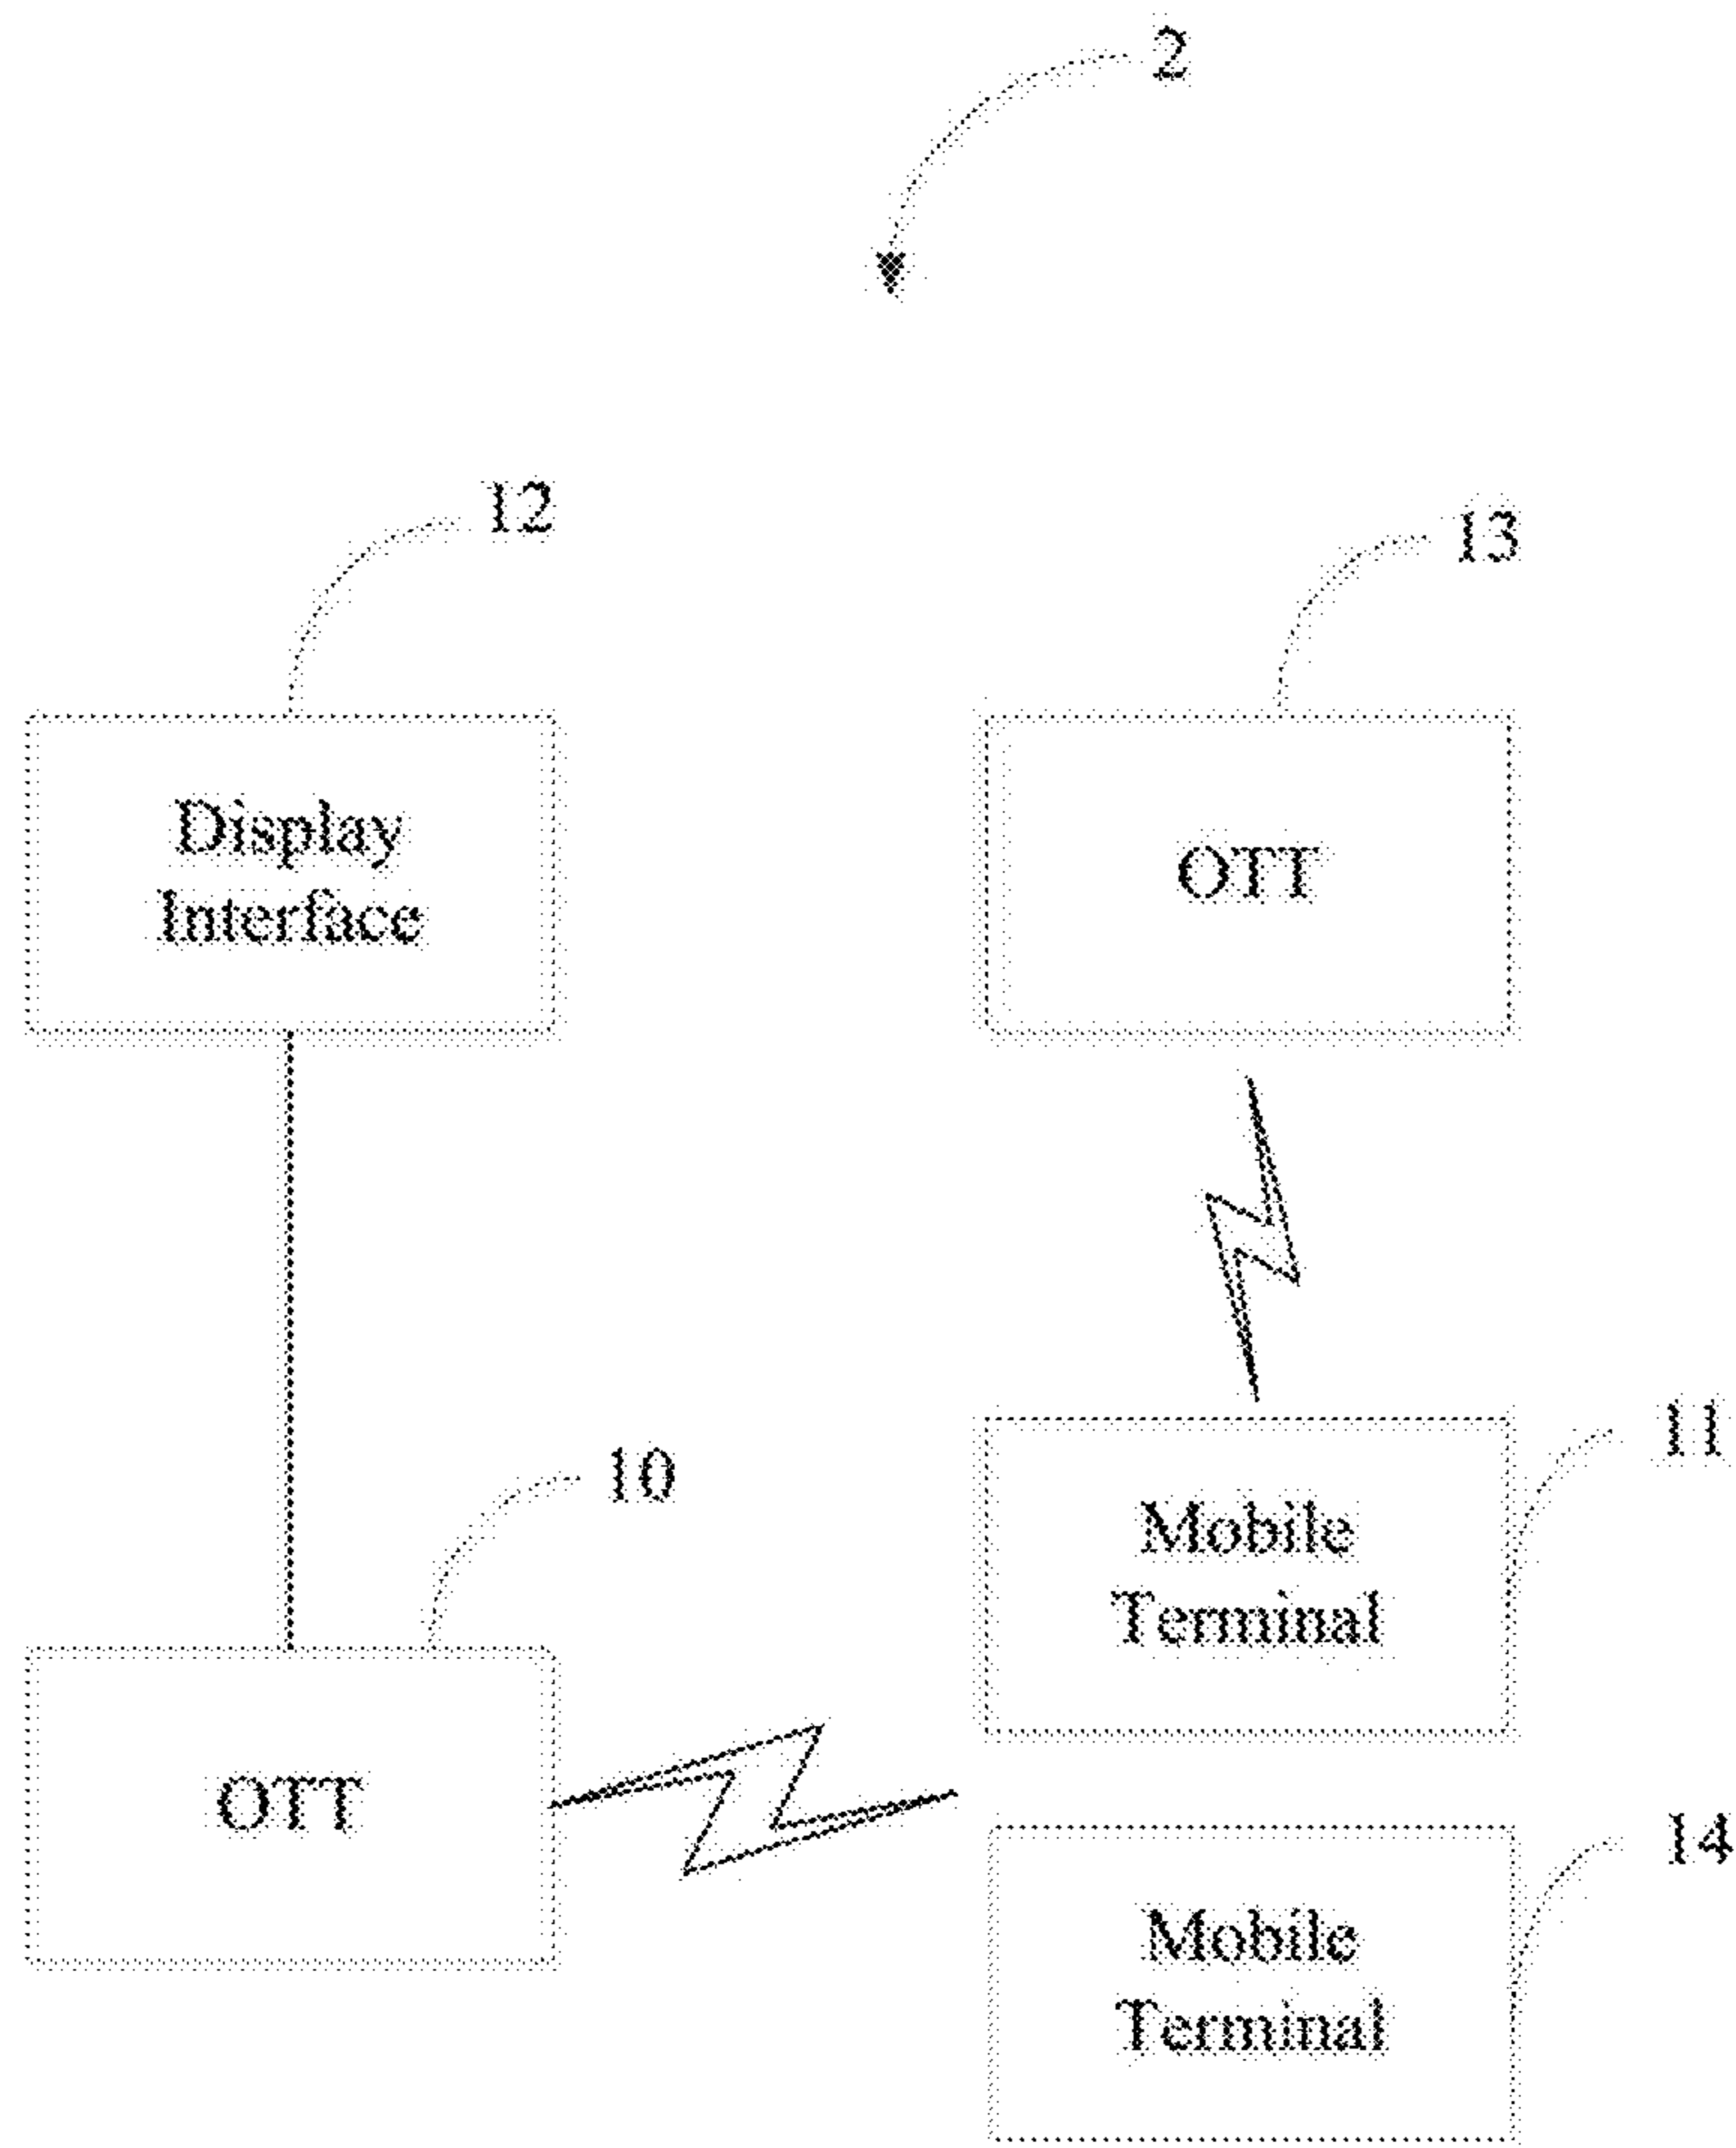 2
12
13
Display
Interface
OTT
11
10
Mobile
Terminal
OTT
14
Mobile
Terminal